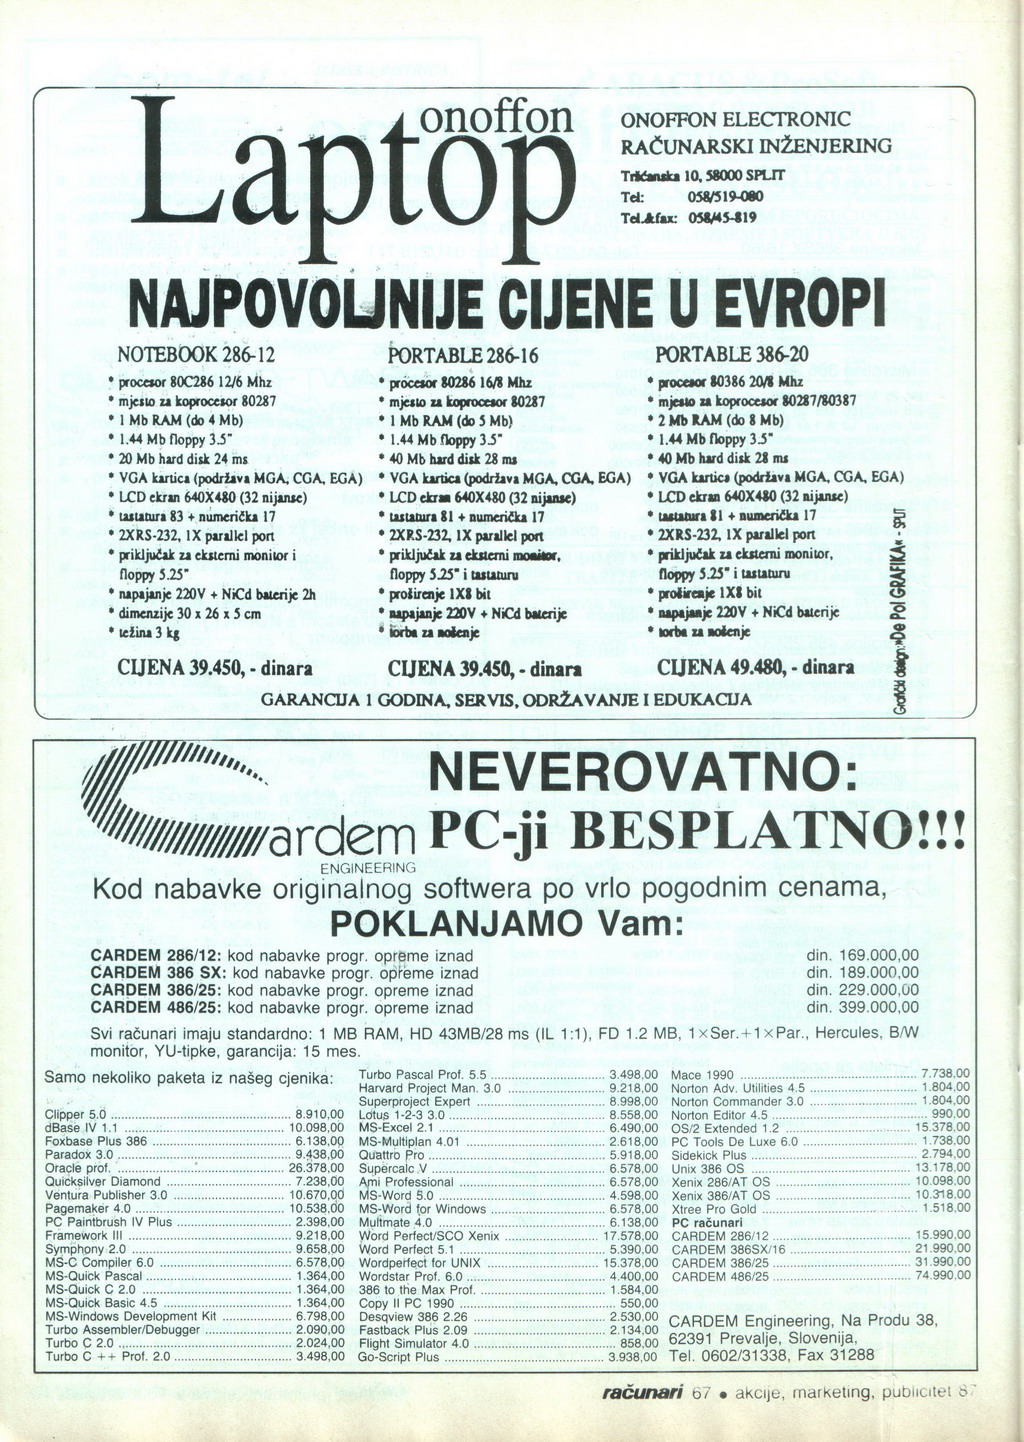 Laptop onoffon
ONOFFON ELECTRONIC
RAČUNARSKI INŽENJERING
Tršćanska 10, 58000 SPLIT
Tel: 058/519-080
Tel.&fax: 058/45-819
NAJPOVOLJNIJE CIJENE U EVROPI
NOTEBOOK 286-12
* procesor 80C286 12/6 Mhz
* mjesto za koprocesor 80287
* 1 Mb RAM (do 4 Mb)
* 1.44 Mb floppy 3.5"
* 20 Mb hard disk 24 ms
* VGA kartica (podržava MGA, CGA, EGA)
* LCD ekran 640X480 (32 nijanse)
* tastatura 83 + numerička 17
* 2XRS-232, 1X parallel port
* priključak za eksterni monitor i
floppy 5.25"
* napajanje 220V + NiCd baterije 2h
* dimenzije 30 x 26 x 5 cm
* težina 3 kg
CIJENA 39.450, - dinara
PORTABLE 286-16
* procesor 80286 16/8 Mhz
* mjesto za koprocesor 80287
* 1 Mb RAM (do 5 Mb)
* 1.44 Mb floppy 3.5"
* 40 Mb hard disk 28 ms
* VGA kartica (podržava MGA, CGA, EGA)
* LCD ekran 640X480 (32 nijanse)
* tastatura 81 + numerička 17
* 2XRS-232, 1X parallel port
* priključak za eksterni monitor,
floppy 5.25" i tastaturu
* proširenje 1X8 bit
* napajanje 220V + NiCd baterije
* torba za nošenje
CIJENA 39.450, - dinara
PORTABLE 386-20
* procesor 80386 20/8 Mhz
* mjesto za koprocesor 80287/80387
* 2 Mb RAM (do 8 Mb)
* 1.44 Mb floppy 3.5"
* 40 Mb hard disk 28 ms
* VGA kartica (podržava MGA, CGA, EGA)
* LCD ekran 640X480 (32 nijanse)
* tastatura 81 + numerička 17
* 2XRS-232, 1X parallel port
* priključak za eksterni monitor,
floppy 5.25" i tastaturu
* proširenje 1X8 bit
* napajanje 220V + NiCd baterije
* torba za nošenje
CIJENA 49.480, - dinara
GARANCIJA 1 GODINA, SERVIS, ODRŽAVANJE I EDUKACIJA
Grafički design:»De Pol GRAFIKA« - SPLIT
Cardem
ENGINEERING
NEVEROVATNO:
PC-ji BESPLATNO!!!
Kod nabavke originalnog softwera po vrlo pogodnim cenama,
POKLANJAMO Vam:
CARDEM 286/12: kod nabavke progr. opreme iznad din. 169.000,00
CARDEM 386 SX: kod nabavke progr. opreme iznad din. 189.000,00
CARDEM 386/25: kod nabavke progr. opreme iznad din. 229.000,00
CARDEM 486/25: kod nabavke progr. opreme iznad din. 399.000,00
Svi računari imaju standardno: 1 MB RAM, HD 43MB/28 ms (IL 1:1), FD 1.2 MB, 1×Ser.+1×Par., Hercules, B/W
monitor, YU-tipke, garancija: 15 mes.
Samo nekoliko paketa iz našeg cjenika:
Clipper 5.0 ... 8.910,00
dBase IV 1.1 ... 10.098,00
Foxbase Plus 386 ... 6.138,00
Paradox 3.0 ... 9.438,00
Oracle prof. ... 26.378,00
Quicksilver Diamond ... 7.238,00
Ventura Publisher 3.0 ... 10.670,00
Pagemaker 4.0 ... 10.538,00
PC Paintbrush IV Plus ... 2.398,00
Framework III ... 9.218,00
Symphony 2.0 ... 9.658,00
MS-C Compiler 6.0 ... 6.578,00
MS-Quick Pascal ... 1.364,00
MS-Quick C 2.0 ... 1.364,00
MS-Quick Basic 4.5 ... 1.364,00
MS-Windows Development Kit ... 6.798,00
Turbo Assembler/Debugger ... 2.090,00
Turbo C 2.0 ... 2.024,00
Turbo C ++ Prof. 2.0 ... 3.498,00
Turbo Pascal Prof. 5.5 ... 3.498,00
Harvard Project Man. 3.0 ... 9.218,00
Superproject Expert ... 8.998,00
Lotus 1-2-3 3.0 ... 8.558,00
MS-Excel 2.1 ... 6.490,00
MS-Multiplan 4.01 ... 2.618,00
Quattro Pro ... 5.918,00
Supercalc V ... 6.578,00
Ami Professional ... 6.578,00
MS-Word 5.0 ... 4.598,00
MS-Word for Windows ... 6.578,00
Multmate 4.0 ... 6.138,00
Word Perfect/SCO Xenix ... 17.578,00
Word Perfect 5.1 ... 5.390,00
Wordperfect for UNIX ... 15.378,00
Wordstar Prof. 6.0 ... 4.400,00
386 to the Max Prof. ... 1.584,00
Copy II PC 1990 ... 550,00
Desqview 386 2.26 ... 2.530,00
Fastback Plus 2.09 ... 2.134,00
Flight Simulator 4.0 ... 858,00
Go-Script Plus ... 3.938,00
Mace 1990 ... 7.738,00
Norton Adv. Utilities 4.5 ... 1.804,00
Norton Commander 3.0 ... 1.804,00
Norton Editor 4.5 ... 990,00
OS/2 Extended 1.2 ... 15.378,00
PC Tools De Luxe 6.0 ... 1.738,00
Sidekick Plus ... 2.794,00
Unix 386 OS ... 13.178,00
Xenix 286/AT OS ... 10.098,00
Xenix 386/AT OS ... 10.318,00
Xtree Pro Gold ... 1.518,00
PC računari
CARDEM 286/12 ... 15.990,00
CARDEM 386SX/16 ... 21.990,00
CARDEM 386/25 ... 31.990,00
CARDEM 486/25 ... 74.990,00
CARDEM Engineering, Na Produ 38,
62391 Prevalje, Slovenija,
Tel. 0602/31338, Fax 31288
računari 67 • akcije, marketing, publicitet 87